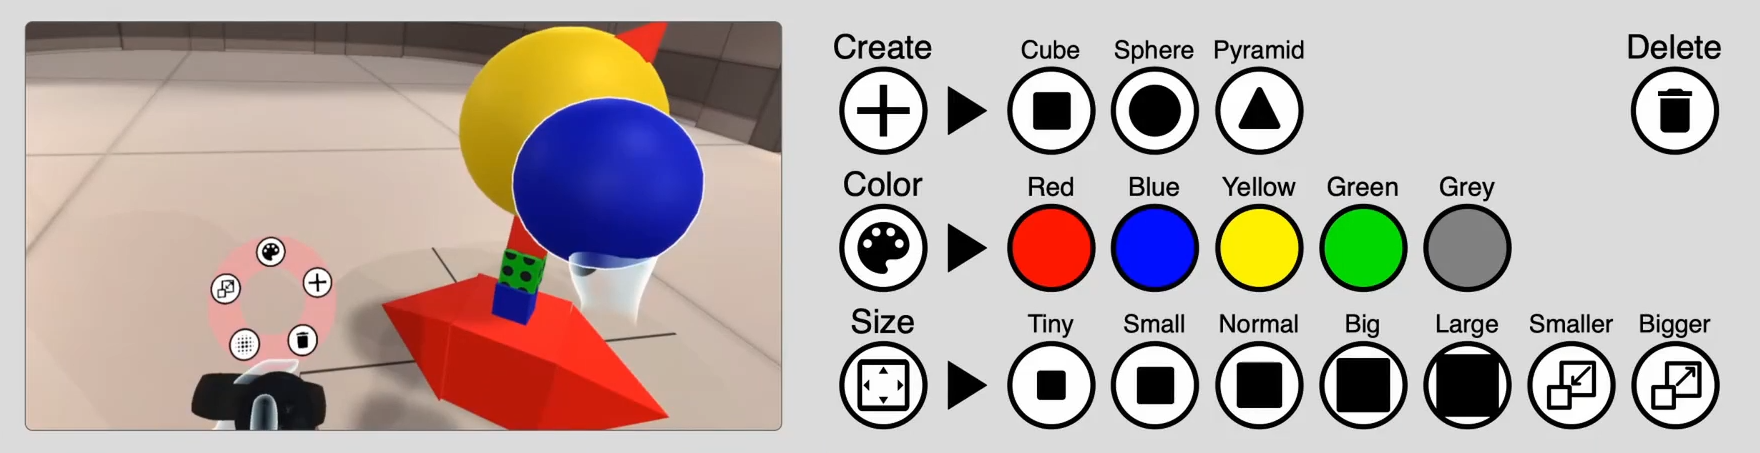 Create Cube Sphere Pyramid Delete
Color Red Blue Yellow Green Grey
Size Tiny Small Normal Big Large Smaller Bigger